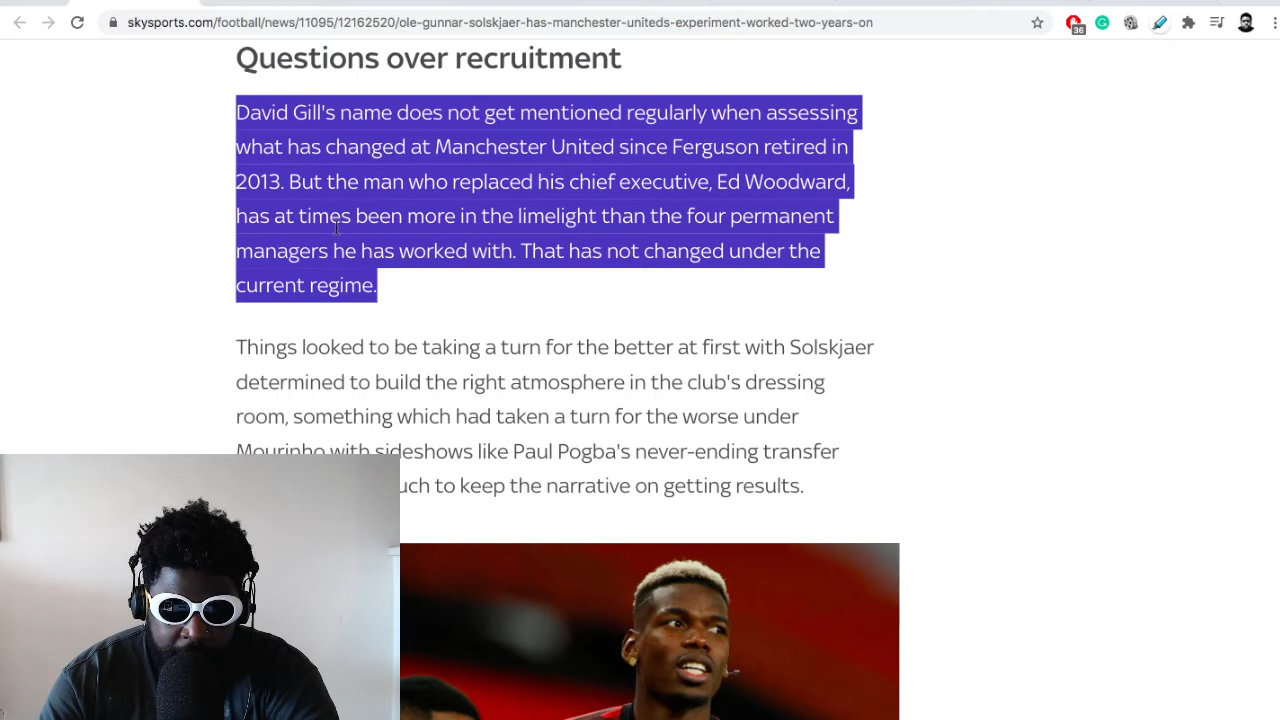 skysports.com/football/news/11095/12162520/ole-gunnar-solskjaer-has-manchester-uniteds-experiment-worked-two-years-on
36
Questions over recruitment
David Gill's name does not get mentioned regularly when assessing
what has changed at Manchester United since Ferguson retired in
2013. But the man who replaced his chief executive, Ed Woodward,
has at times been more in the limelight than the four permanent
managers he has worked with. That has not changed under the
current regime.
Things looked to be taking a turn for the better at first with Solskjaer
determined to build the right atmosphere in the club's dressing
room, something which had taken a turn for the worse under
Mourinho with sideshows like Paul Pogba's never-ending transfer
to keep the narrative on getting results.